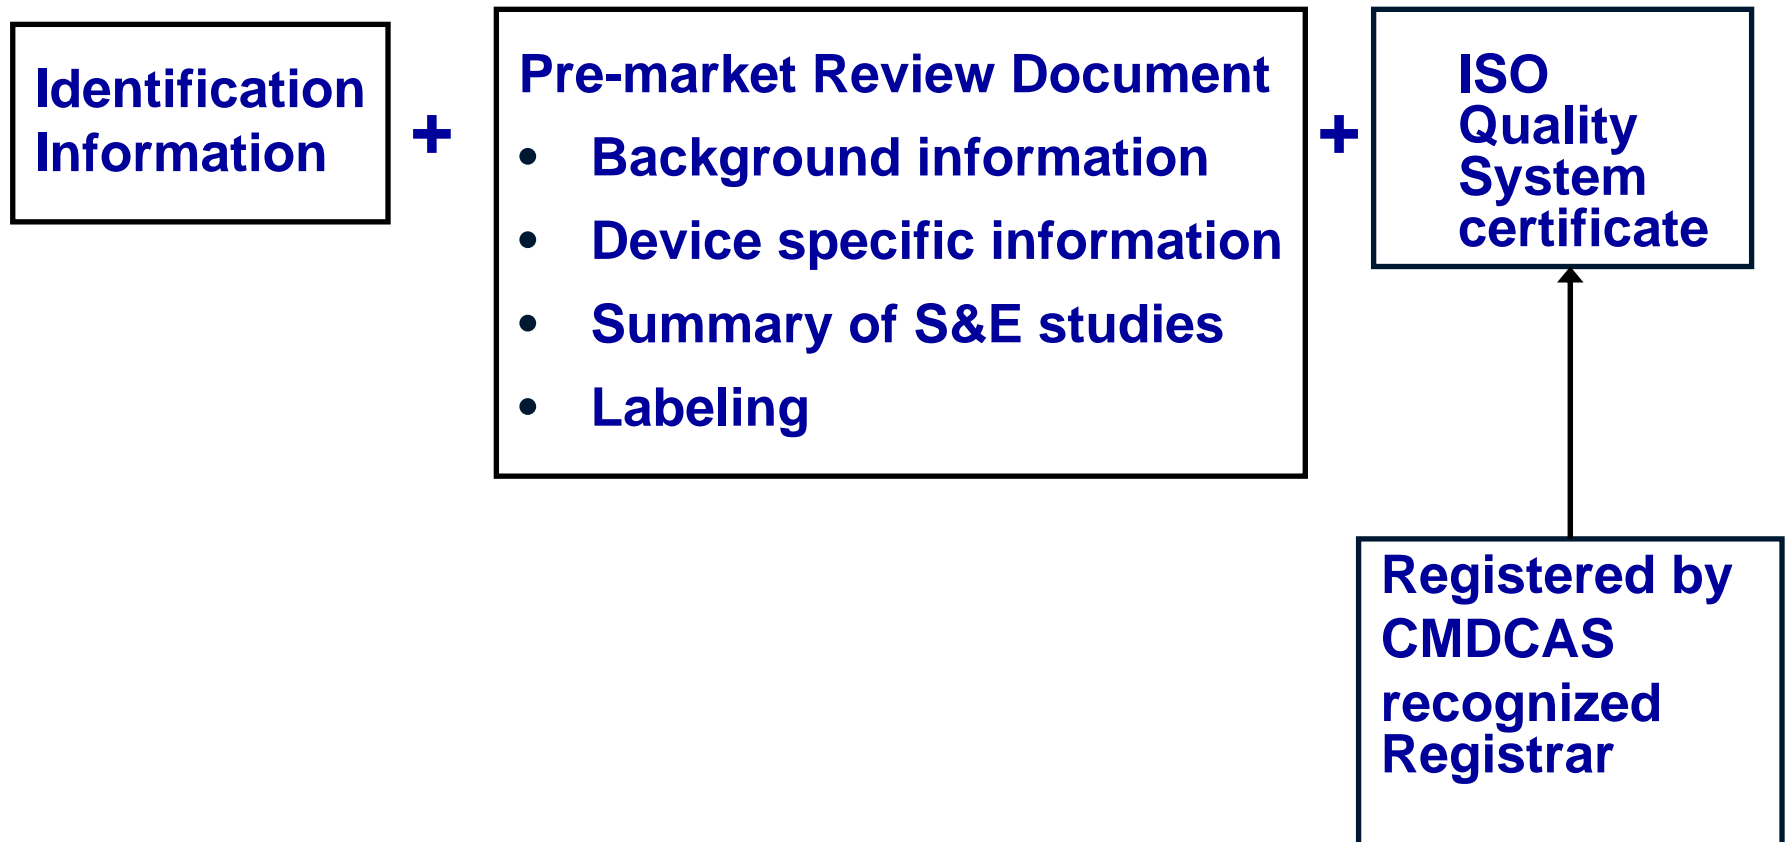 Identification
Information
+
Pre-market Review Document
• Background information
• Device specific information
• Summary of S&E studies
• Labeling
+
ISO
Quality
System
certificate
Registered by
CMDCAS
recognized
Registrar